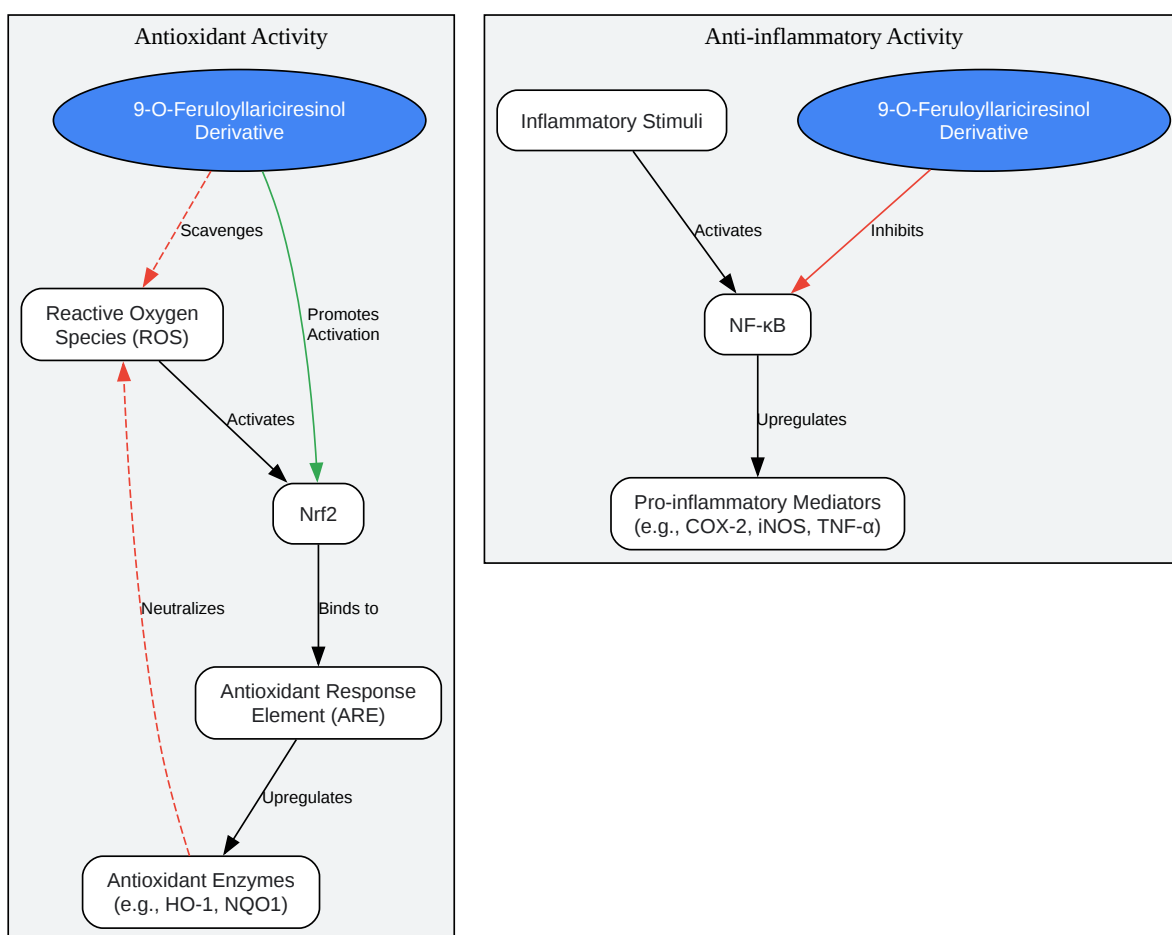 Antioxidant Activity
9-O-Feruloyllariciresinol
Derivative
Scavenges
Reactive Oxygen
Species (ROS)
Promotes
Activation
Activates
Nrf2
Neutralizes
Binds to
Antioxidant Response
Element (ARE)
Upregulates
Antioxidant Enzymes
(e.g., HO-1, NQO1)
Anti-inflammatory Activity
Inflammatory Stimuli
9-O-Feruloyllariciresinol
Derivative
Activates
Inhibits
NF-κB
Upregulates
Pro-inflammatory Mediators
(e.g., COX-2, iNOS, TNF-α)